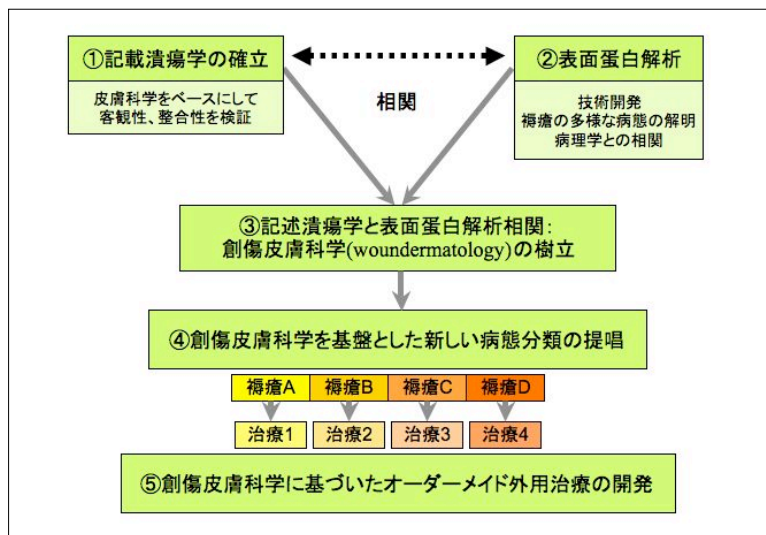 ①記載潰瘍学の確立
皮膚科学をベースにして
客観性、整合性を検証
相関
②表面蛋白解析
技術開発
褥瘡の多様な病態の解明
病理学との相関
③記述潰瘍学と表面蛋白解析相関:
創傷皮膚科学(woundermatology)の樹立
④創傷皮膚科学を基盤とした新しい病態分類の提唱
褥瘡A 褥瘡B 褥瘡C 褥瘡D
治療1 治療2 治療3 治療4
⑤創傷皮膚科学に基づいたオーダーメイド外用治療の開発